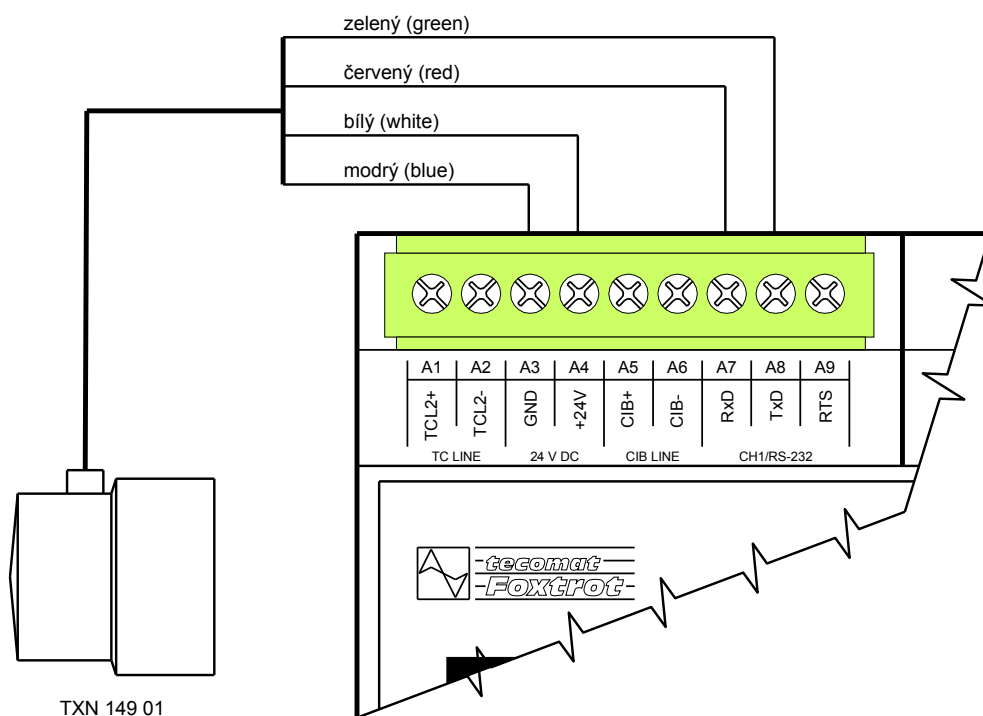 zelený (green)
červený (red)
bílý (white)
modrý (blue)
A1 A2 A3 A4 A5 A6 A7 A8 A9
TCL2+ TCL2- GND +24V CIB+ CIB- RxD TxD RTS
TC LINE 24 V DC CIB LINE CH1/RS-232
tecomat
Foxtrot
TXN 149 01